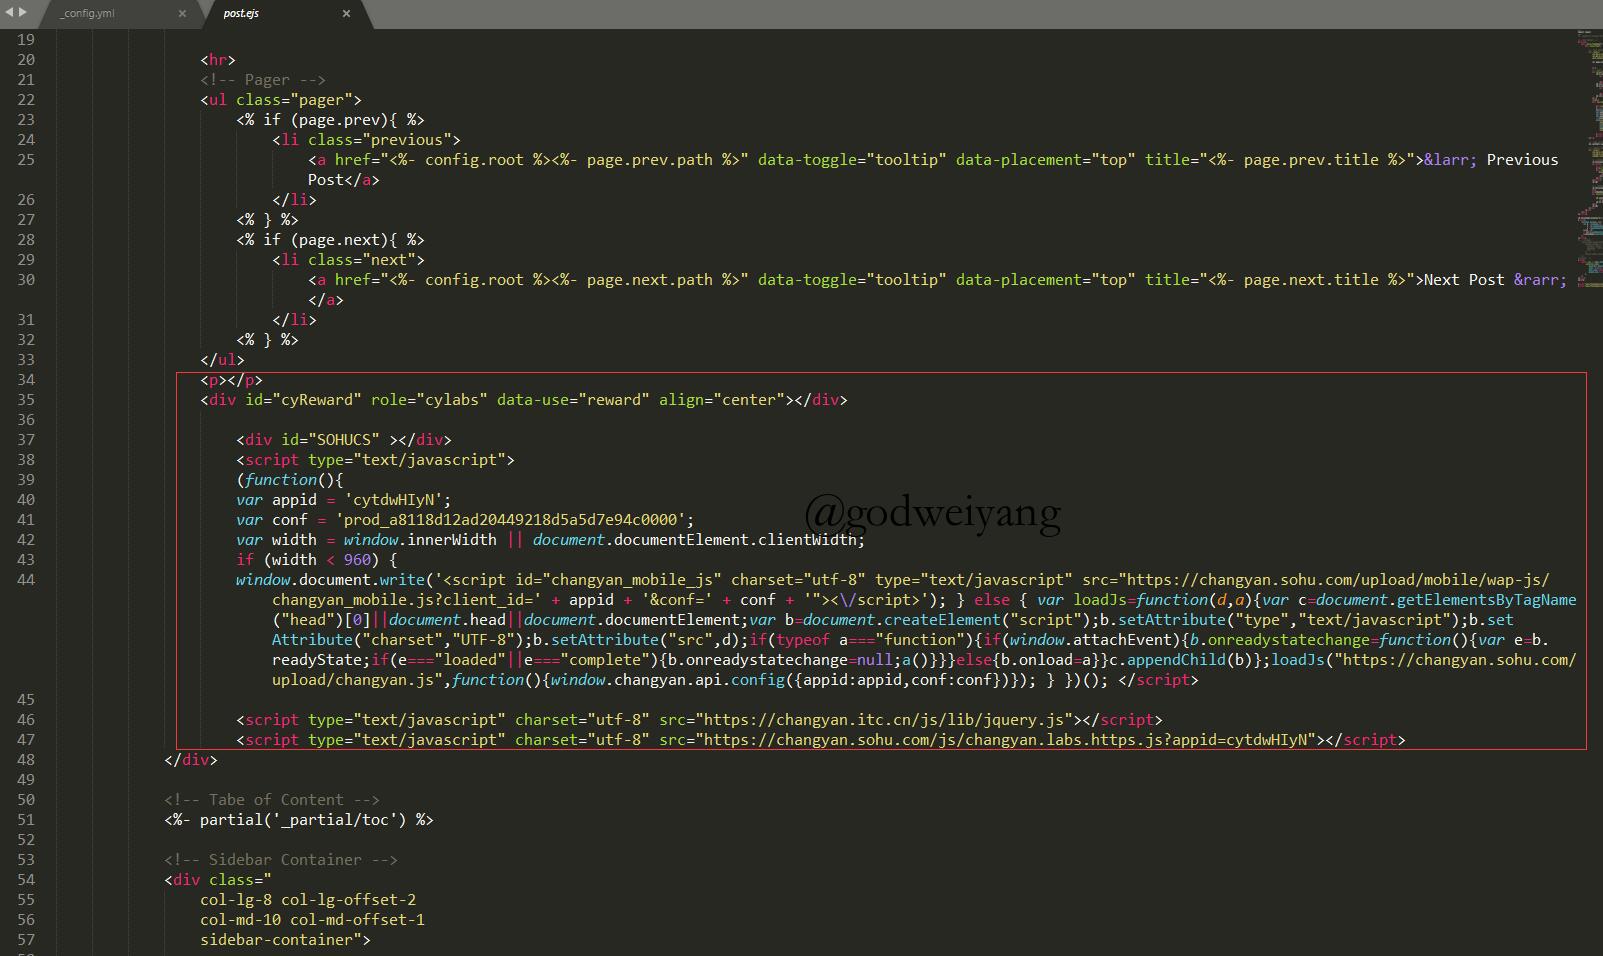 _config.yml
post.ejs
19
20 <hr>
21 <!-- Pager -->
22 <ul class="pager">
23 <% if (page.prev){ %>
24 <li class="previous">
25 <a href="<%- config.root %><%- page.prev.path %>" data-toggle="tooltip" data-placement="top" title="<%- page.prev.title %>">&larr; Previous
Post</a>
26 </li>
27 <% } %>
28 <% if (page.next){ %>
29 <li class="next">
30 <a href="<%- config.root %><%- page.next.path %>" data-toggle="tooltip" data-placement="top" title="<%- page.next.title %>">Next Post &rarr;
</a>
31 </li>
32 <% } %>
33 </ul>
34 <p></p>
35 <div id="cyReward" role="cylabs" data-use="reward" align="center"></div>
36
37 <div id="SOHUCS" ></div>
38 <script type="text/javascript">
39 (function(){
40 var appid = 'cytdwHIyN';
@godweiyang
41 var conf = 'prod_a8118d12ad20449218d5a5d7e94c0000';
42 var width = window.innerWidth || document.documentElement.clientWidth;
43 if (width < 960) {
44 window.document.write('<script id="changyan_mobile_js" charset="utf-8" type="text/javascript" src="https://changyan.sohu.com/upload/mobile/wap-js/
changyan_mobile.js?client_id=' + appid + '&conf=' + conf + '"><\/script>'); } else { var loadJs=function(d,a){var c=document.getElementsByTagName
("head")[0]||document.head||document.documentElement;var b=document.createElement("script");b.setAttribute("type","text/javascript");b.set
Attribute("charset","UTF-8");b.setAttribute("src",d);if(typeof a==="function"){if(window.attachEvent){b.onreadystatechange=function(){var e=b.
readyState;if(e==="loaded"||e==="complete"){b.onreadystatechange=null;a()}}}else{b.onload=a}}c.appendChild(b)};loadJs("https://changyan.sohu.com/
upload/changyan.js",function(){window.changyan.api.config({appid:appid,conf:conf})}); } })(); </script>
45
46 <script type="text/javascript" charset="utf-8" src="https://changyan.itc.cn/js/lib/jquery.js"></script>
47 <script type="text/javascript" charset="utf-8" src="https://changyan.sohu.com/js/changyan.labs.https.js?appid=cytdwHIyN"></script>
48 </div>
49
50 <!-- Tabe of Content -->
51 <%- partial('_partial/toc') %>
52
53 <!-- Sidebar Container -->
54 <div class="
55 col-lg-8 col-lg-offset-2
56 col-md-10 col-md-offset-1
57 sidebar-container">